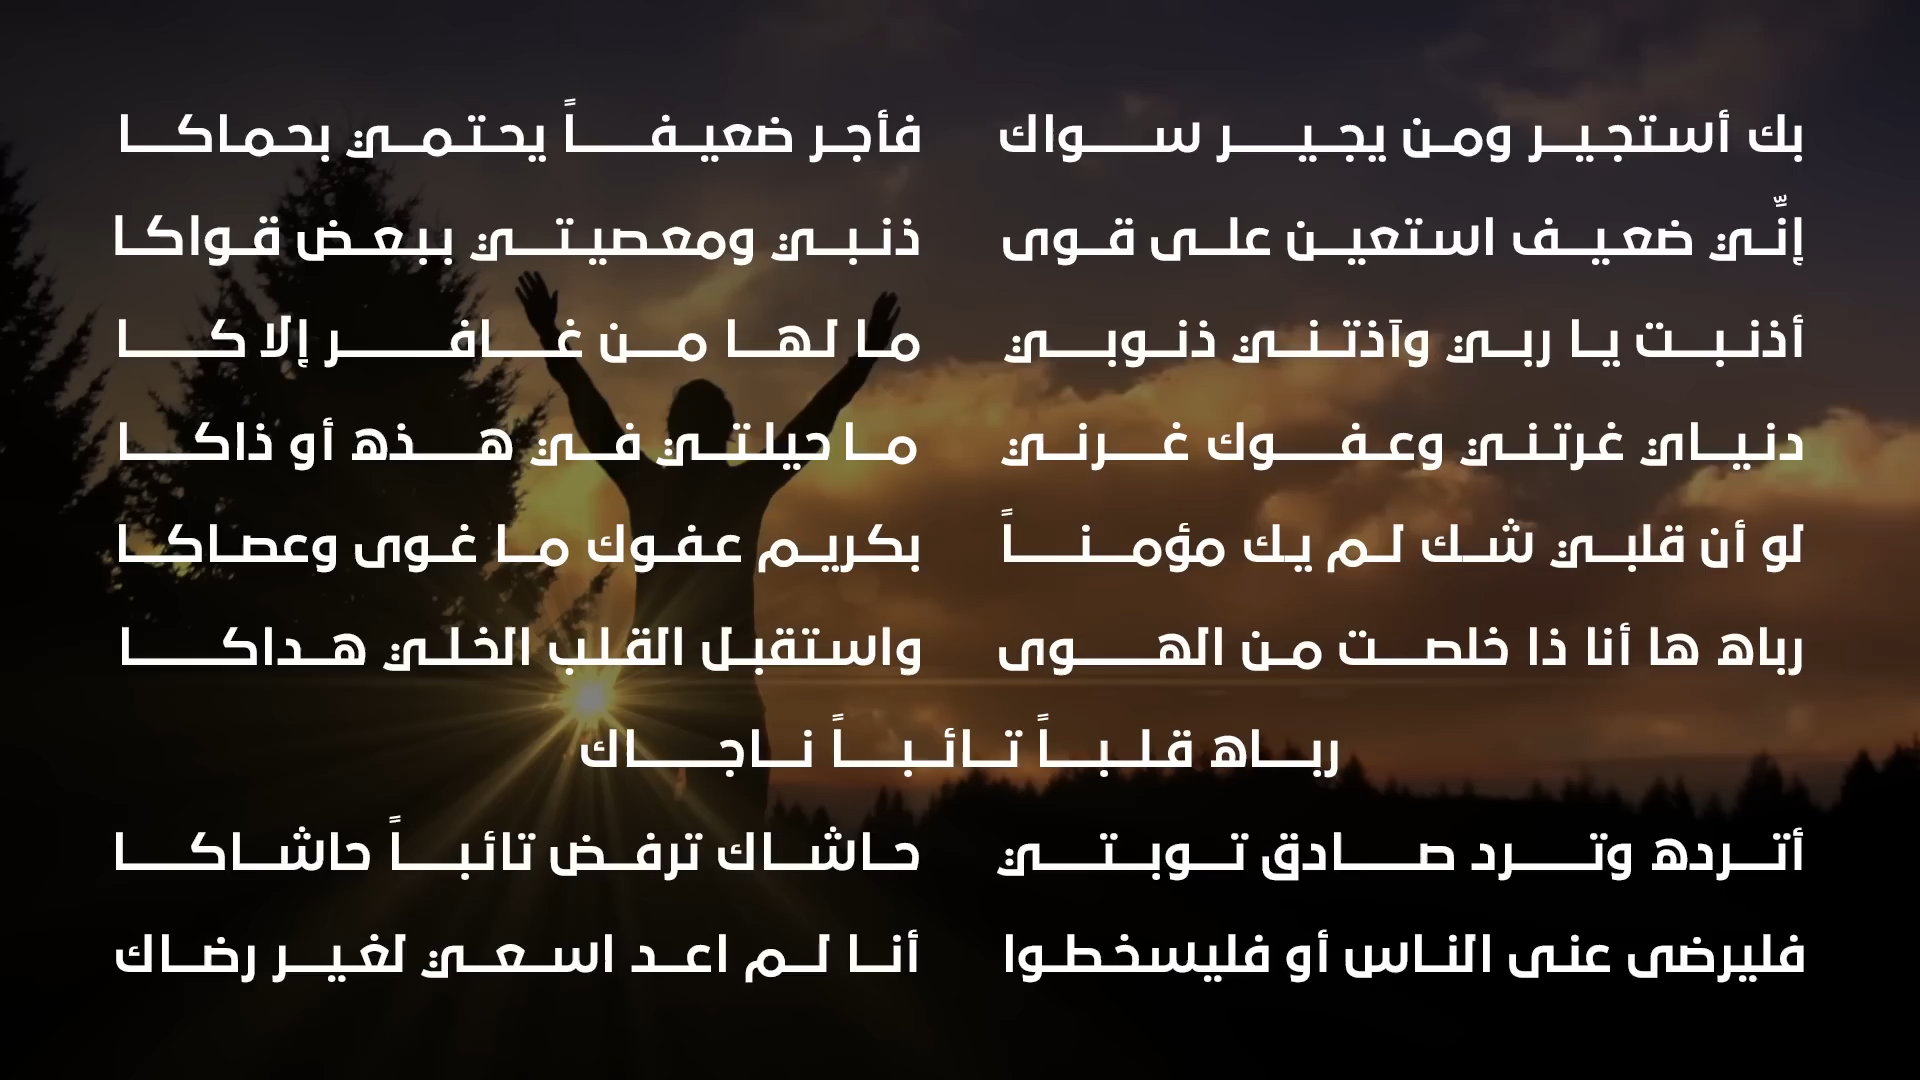 بك أستجير ومن يجير سواك فأجر ضعيفاً يحتمي بحماكا
إنِّي ضعيف استعين على قوى ذنبي ومعصيتي ببعض قواكا
أذنبت يا ربي وآذتني ذنوبي ما لها من غافر إلا كا
دنياي غرتني وعفوك غرني ما حيلتي في هذه أو ذاكا
لو أن قلبي شك لم يك مؤمناً بكريم عفوك ما غوى وعصاكا
رباه ها أنا ذا خلصت من الهوى واستقبل القلب الخلي هداكا
رباه قلباً تائباً ناجاك
أترده وترد صادق توبتي حاشاك ترفض تائباً حاشاكا
فليرضى عنى الناس أو فليسخطوا أنا لم اعد اسعي لغير رضاك